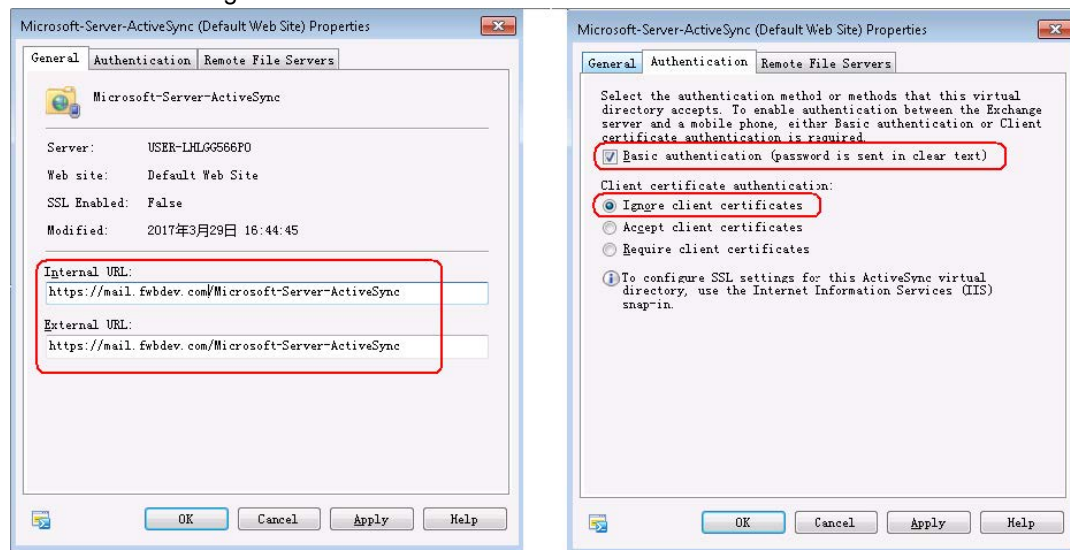 Microsoft-Server-ActiveSync (Default Web Site) Properties
General Authentication Remote File Servers
Microsoft-Server-ActiveSync
Server: USER-LHLGG566PO
Web site: Default Web Site
SSL Enabled: False
Modified: 2017年3月29日 16:44:45
Internal URL:
https://mail.fwbdev.com/Microsoft-Server-ActiveSync
External URL:
https://mail.fwbdev.com/Microsoft-Server-ActiveSync
OK Cancel Apply Help
Microsoft-Server-ActiveSync (Default Web Site) Properties
General Authentication Remote File Servers
Select the authentication method or methods that this virtual
directory accepts. To enable authentication between the Exchange
server and a mobile phone, either Basic authentication or Client
certificate authentication is required.
Basic authentication (password is sent in clear text)
Client certificate authentication:
Ignore client certificates
Accept client certificates
Require client certificates
To configure SSL settings for this ActiveSync virtual
directory, use the Internet Information Services (IIS)
snap-in.
OK Cancel Apply Help